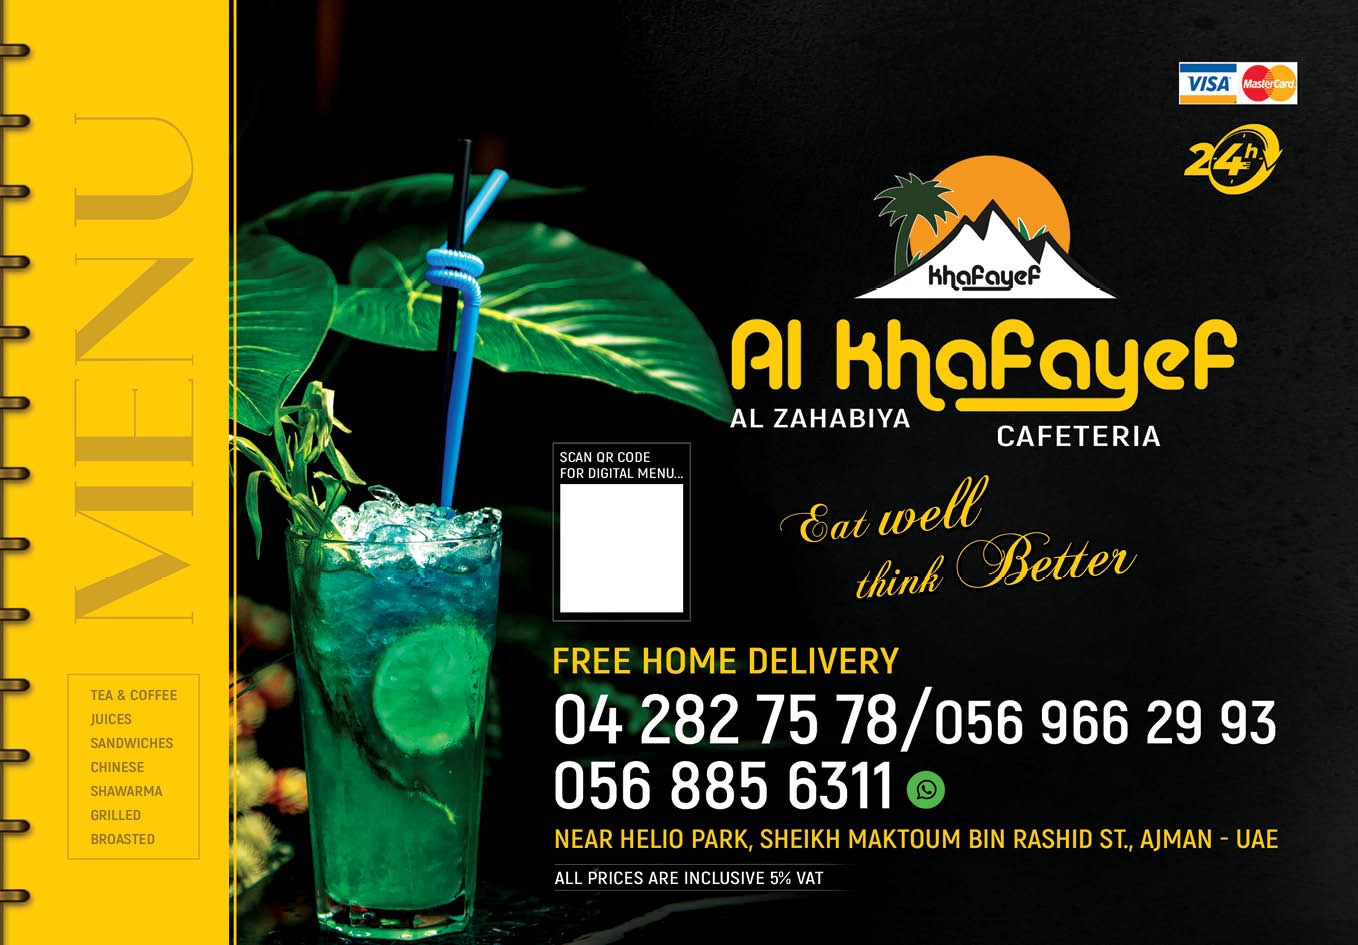 MENU
TEA & COFFEE
JUICES
SANDWICHES
CHINESE
SHAWARMA
GRILLED
BROASTED
VISA MasterCard
24h
Khafayef
Al Khafayef
AL ZAHABIYA
CAFETERIA
SCAN QR CODE
FOR DIGITAL MENU...
Eat well
think Better
FREE HOME DELIVERY
04 282 75 78/056 966 29 93
056 885 6311
NEAR HELIO PARK, SHEIKH MAKTOUM BIN RASHID ST., AJMAN - UAE
ALL PRICES ARE INCLUSIVE 5% VAT